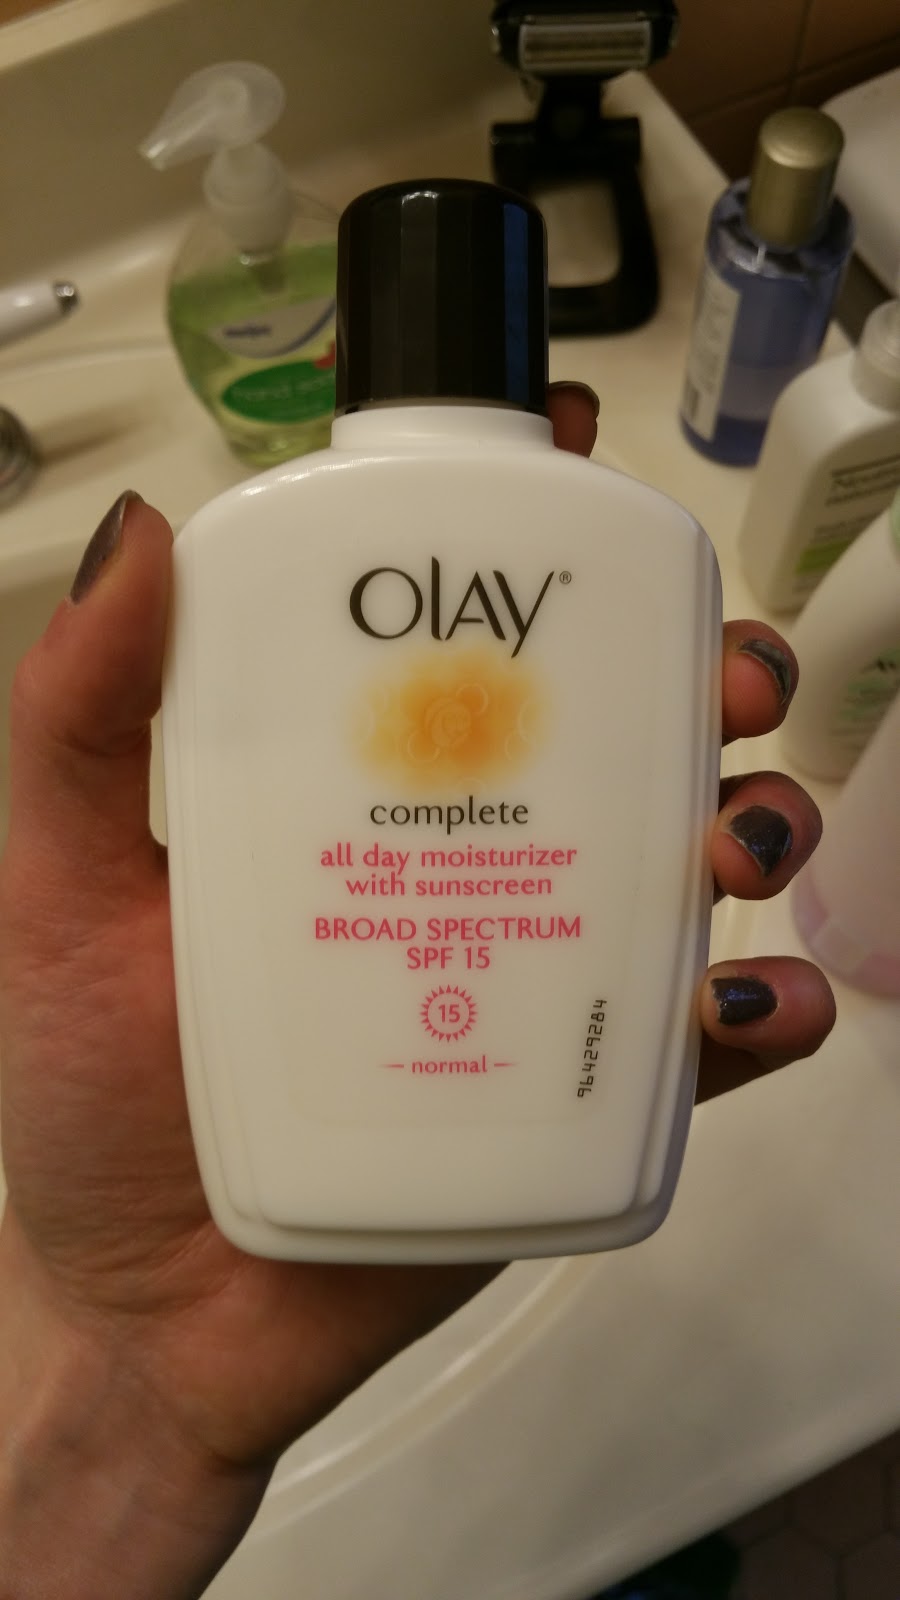 OLAY®
complete
all day moisturizer
with sunscreen
BROAD SPECTRUM
SPF 15
15
normal
96429284